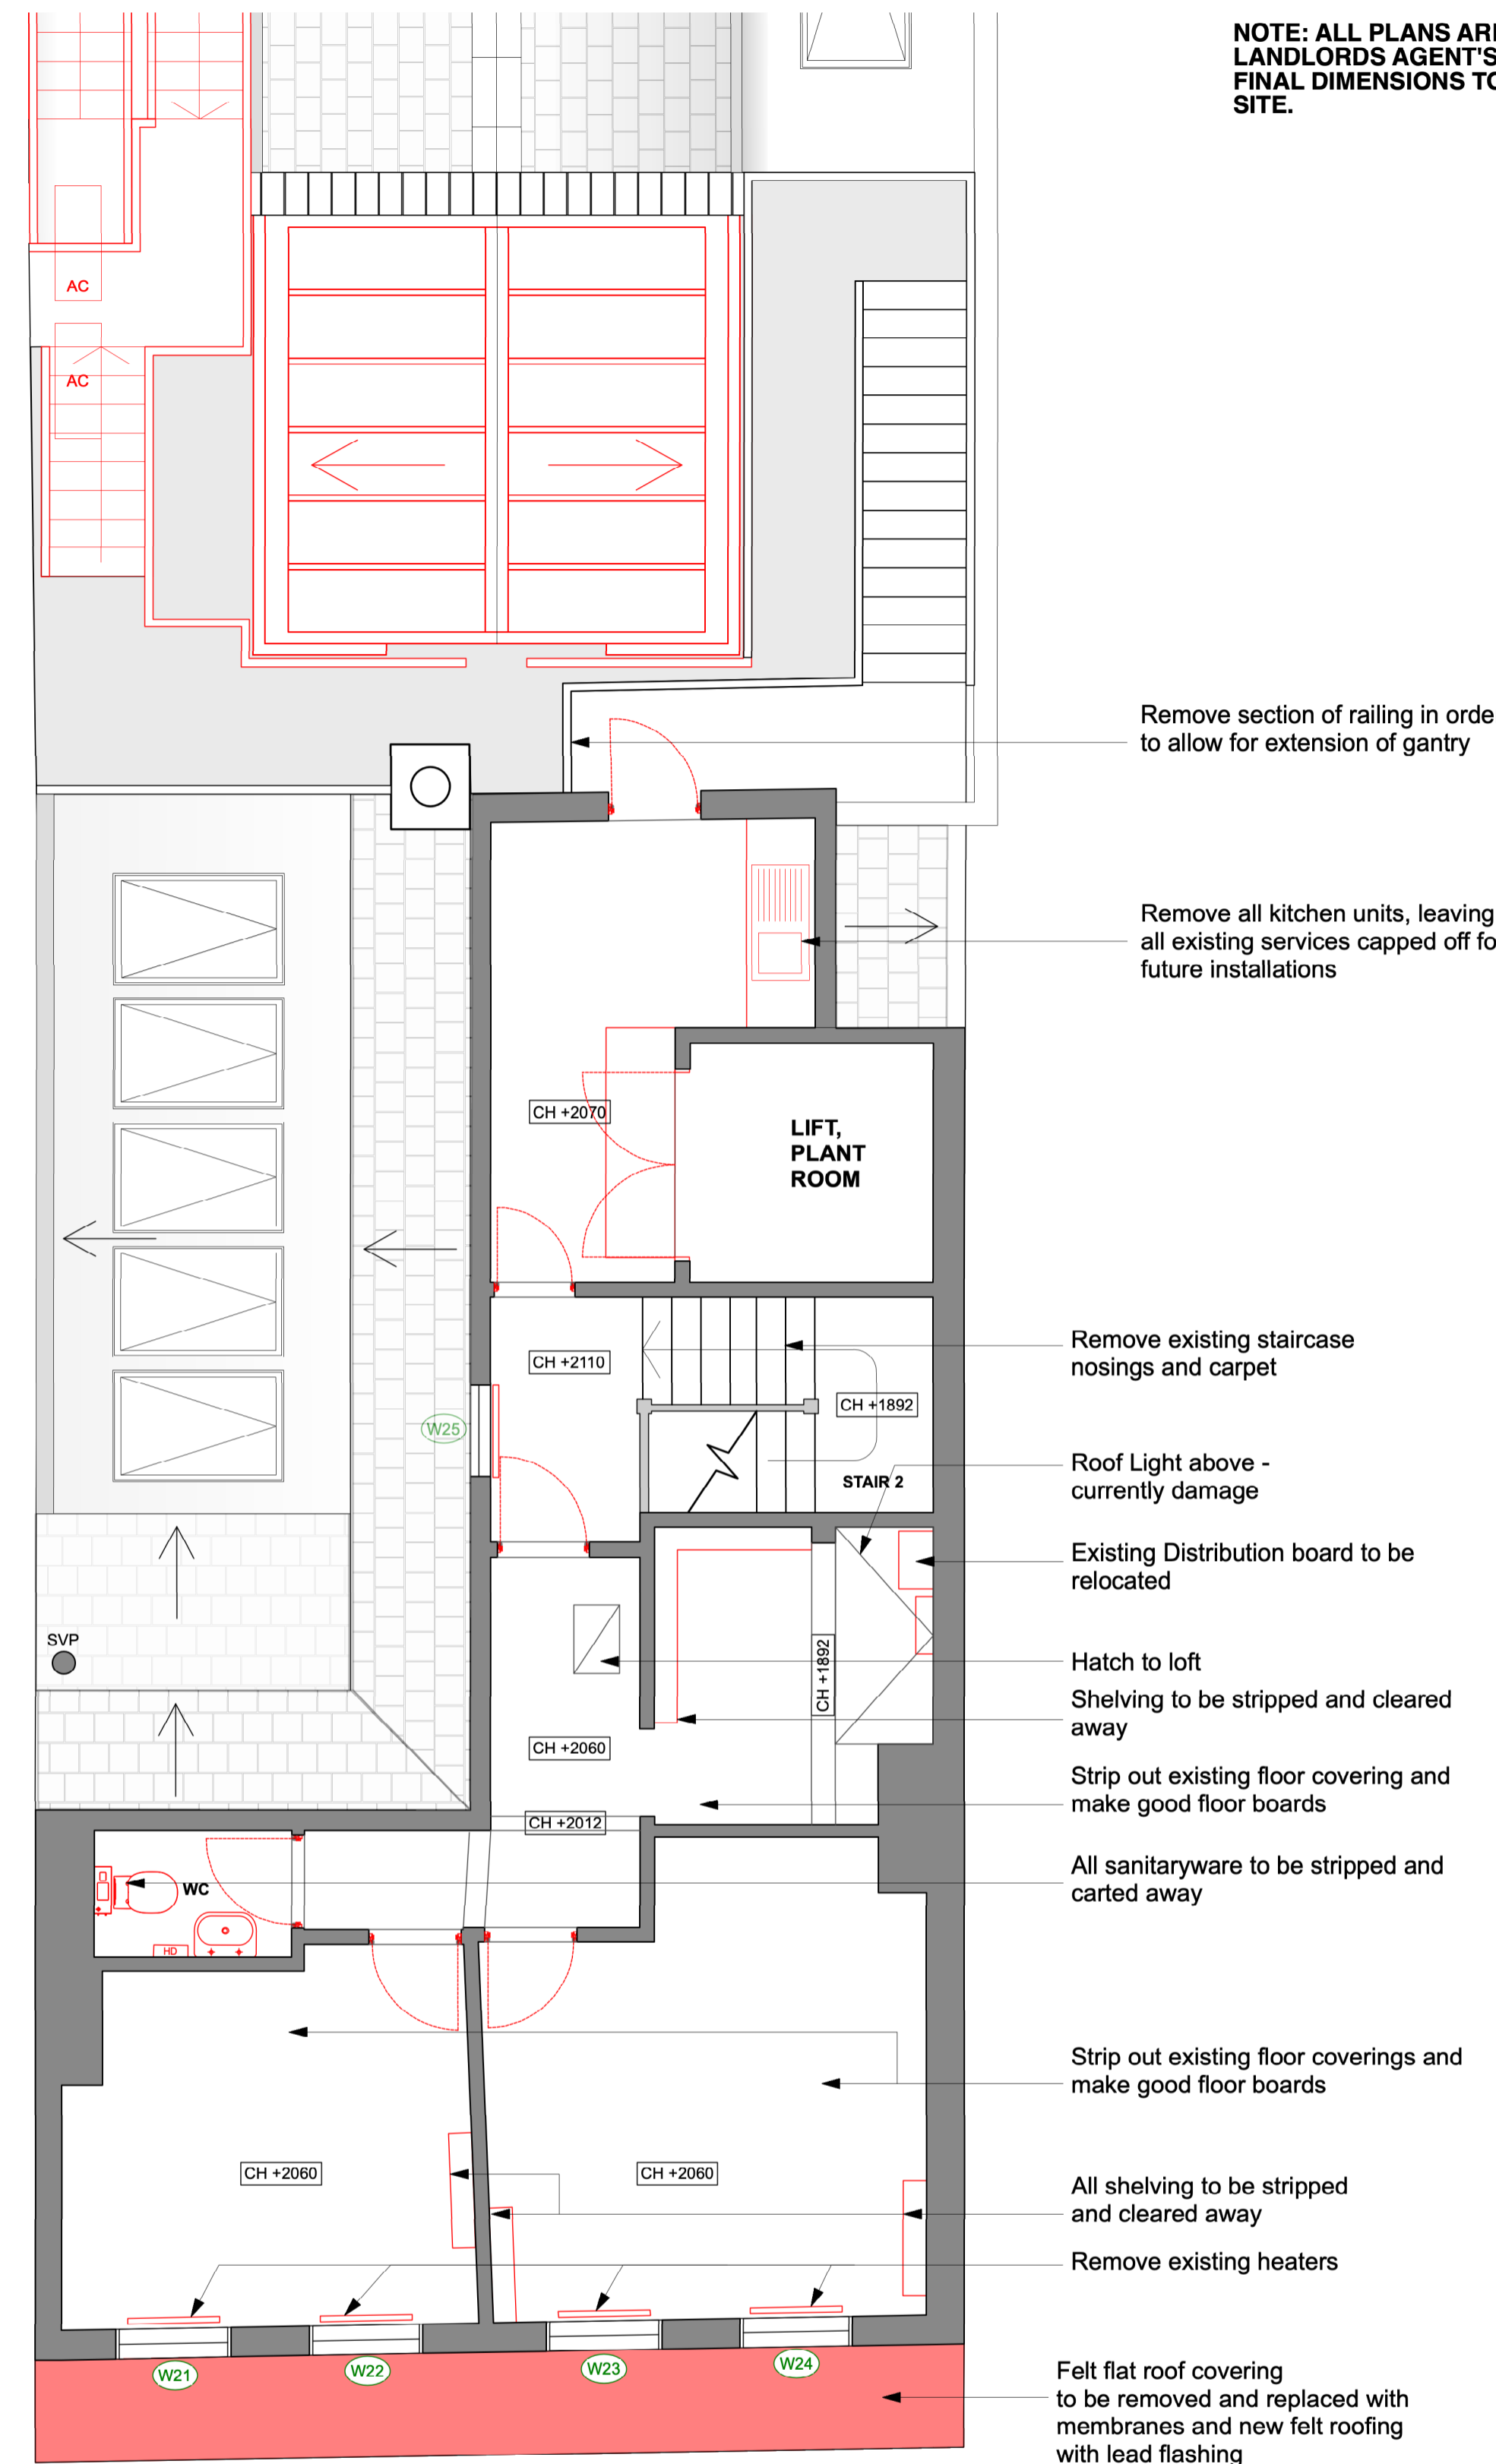 NOTE: ALL PLANS ARE
LANDLORDS AGENT'S
FINAL DIMENSIONS TO
SITE.
AC
AC
Remove section of railing in orde
to allow for extension of gantry
Remove all kitchen units, leaving
all existing services capped off fo
future installations
CH +2070
LIFT,
PLANT
ROOM
Remove existing staircase
nosings and carpet
CH +2110
CH +1892
W25
STAIR 2
Roof Light above -
currently damage
Existing Distribution board to be
relocated
SVP
Hatch to loft
CH +1892
Shelving to be stripped and cleared
away
CH +2060
Strip out existing floor covering and
make good floor boards
CH +2012
All sanitaryware to be stripped and
carted away
WC
HD
Strip out existing floor coverings and
make good floor boards
CH +2060
CH +2060
All shelving to be stripped
and cleared away
Remove existing heaters
W21
W22
W23
W24
Felt flat roof covering
to be removed and replaced with
membranes and new felt roofing
with lead flashing